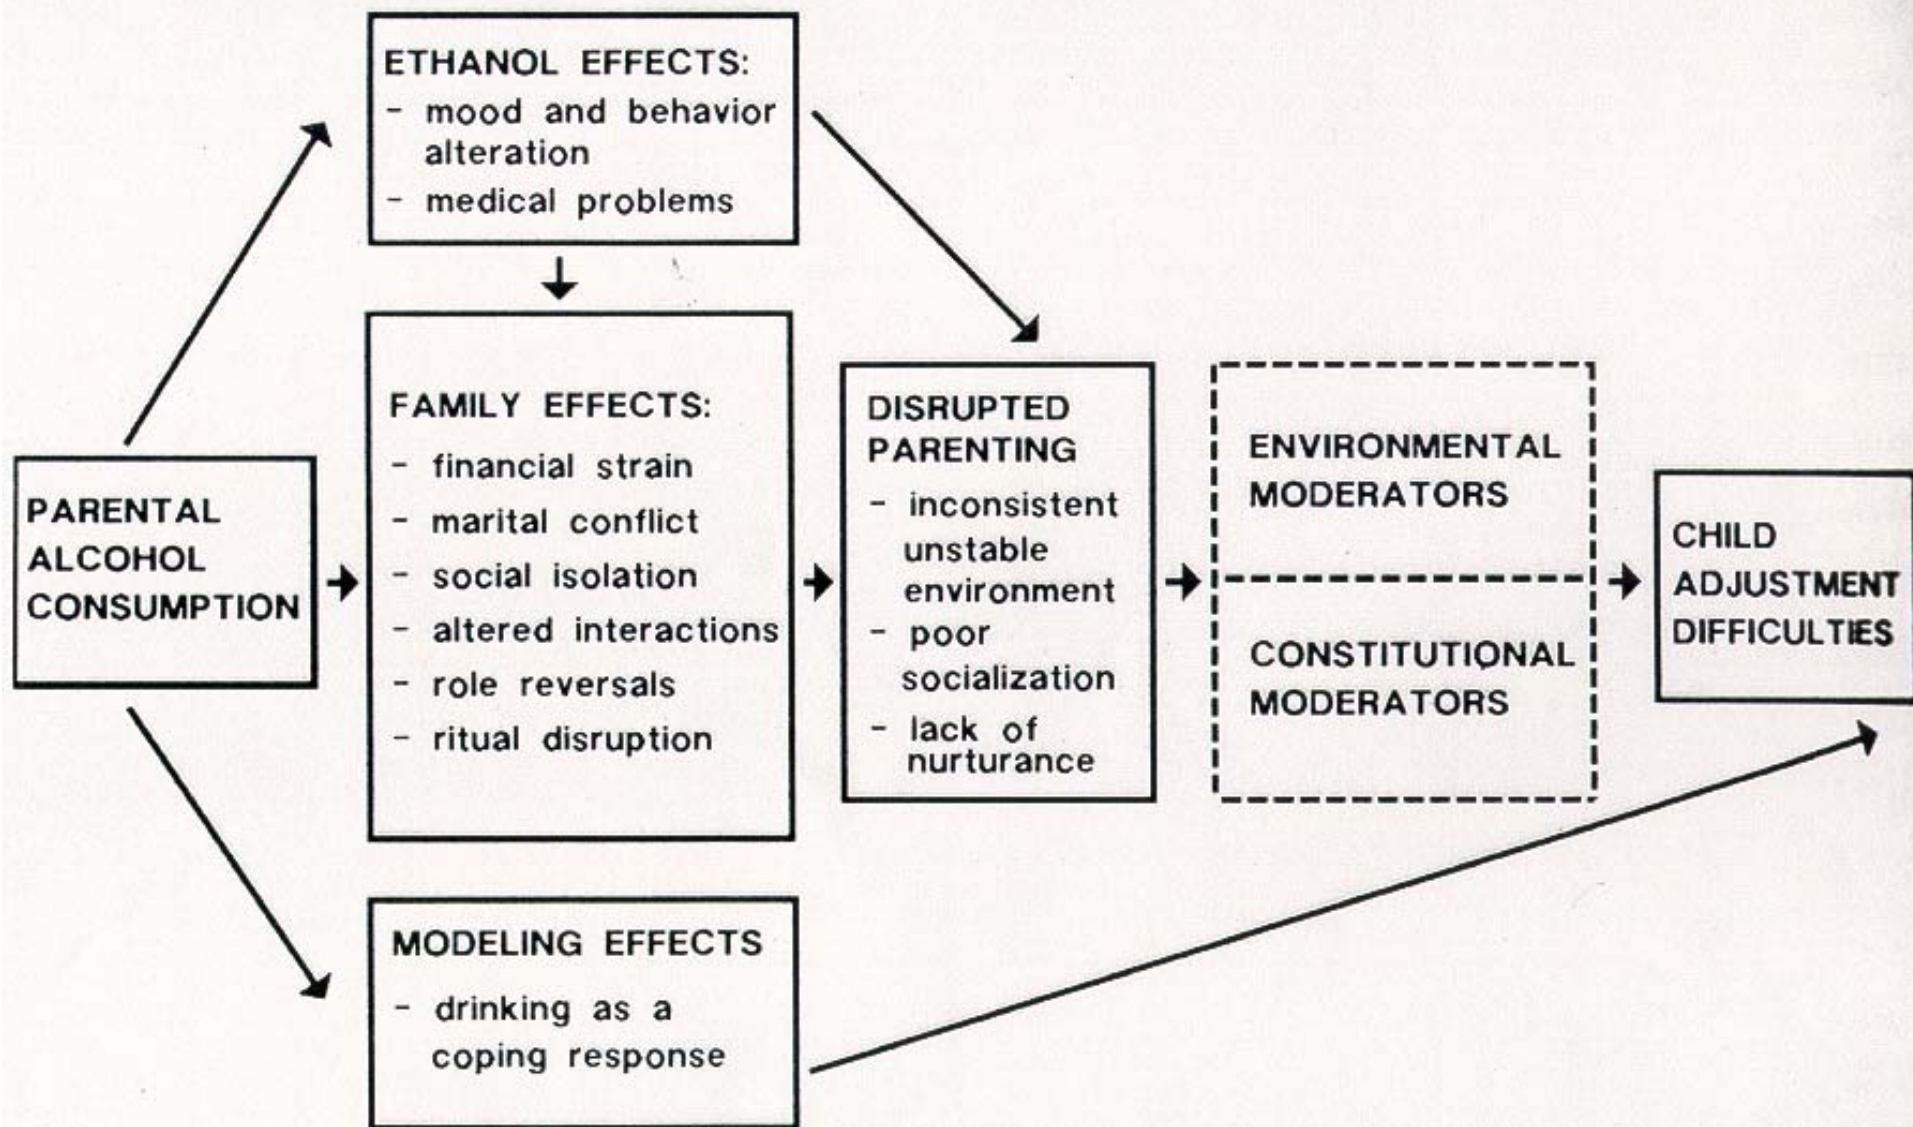 ETHANOL EFFECTS:
- mood and behavior
alteration
- medical problems
FAMILY EFFECTS:
- financial strain
- marital conflict
- social isolation
- altered interactions
- role reversals
- ritual disruption
PARENTAL
ALCOHOL
CONSUMPTION
DISRUPTED
PARENTING
- inconsistent
unstable
environment
- poor
socialization
- lack of
nurturance
ENVIRONMENTAL
MODERATORS
CONSTITUTIONAL
MODERATORS
CHILD
ADJUSTMENT
DIFFICULTIES
MODELING EFFECTS
- drinking as a
coping response